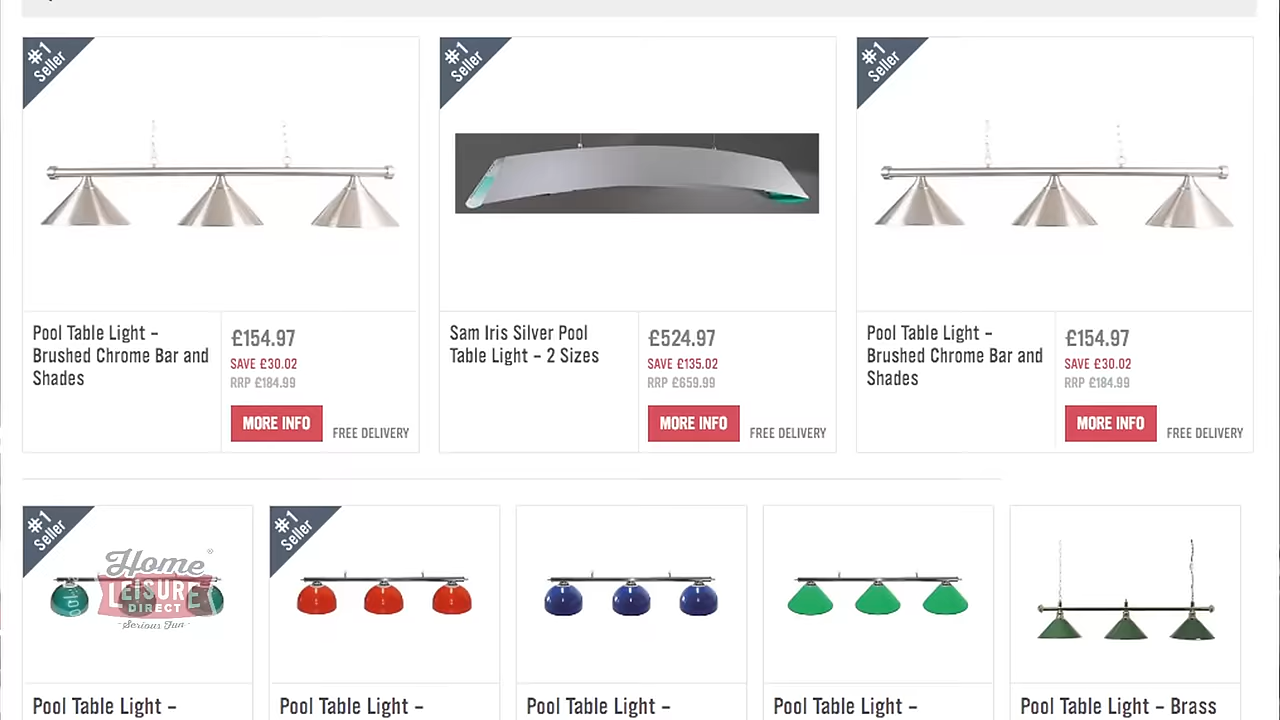 #1
Seller
#1
Seller
#1
Seller
Pool Table Light –
Brushed Chrome Bar and
Shades
£154.97
SAVE £30.02
RRP £184.99
MORE INFO
FREE DELIVERY
Sam Iris Silver Pool
Table Light – 2 Sizes
£524.97
SAVE £135.02
RRP £659.99
MORE INFO
FREE DELIVERY
Pool Table Light –
Brushed Chrome Bar and
Shades
£154.97
SAVE £30.02
RRP £184.99
MORE INFO
FREE DELIVERY
#1
Seller
Home
LEISURE
DIRECT
- Serious Fun -
#1
Seller
Pool Table Light –
Pool Table Light –
Pool Table Light –
Pool Table Light –
Pool Table Light – Brass